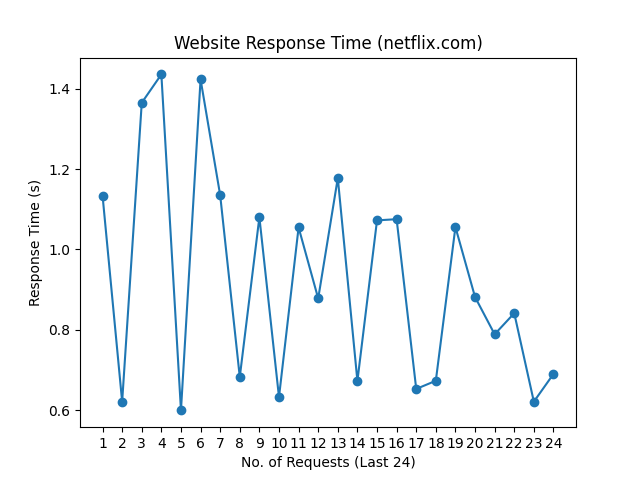 Website Response Time (netflix.com)
1.4
1.2
1.0
0.8
0.6
Response Time (s)
1 2 3 4 5 6 7 8 9 10 11 12 13 14 15 16 17 18 19 20 21 22 23 24
No. of Requests (Last 24)